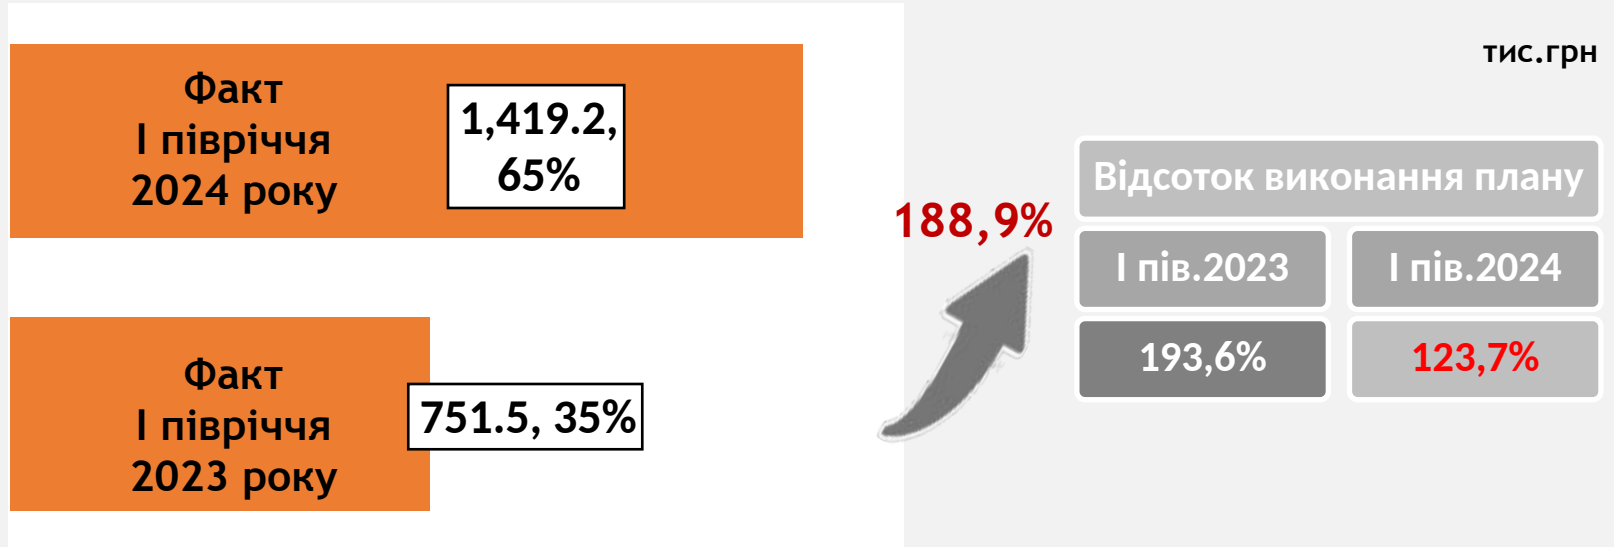 Факт
І півріччя
2024 року
1,419.2,
65%
Факт
І півріччя
2023 року
751.5, 35%
188,9%
тис.грн
Відсоток виконання плану
І пів.2023
І пів.2024
193,6%
123,7%